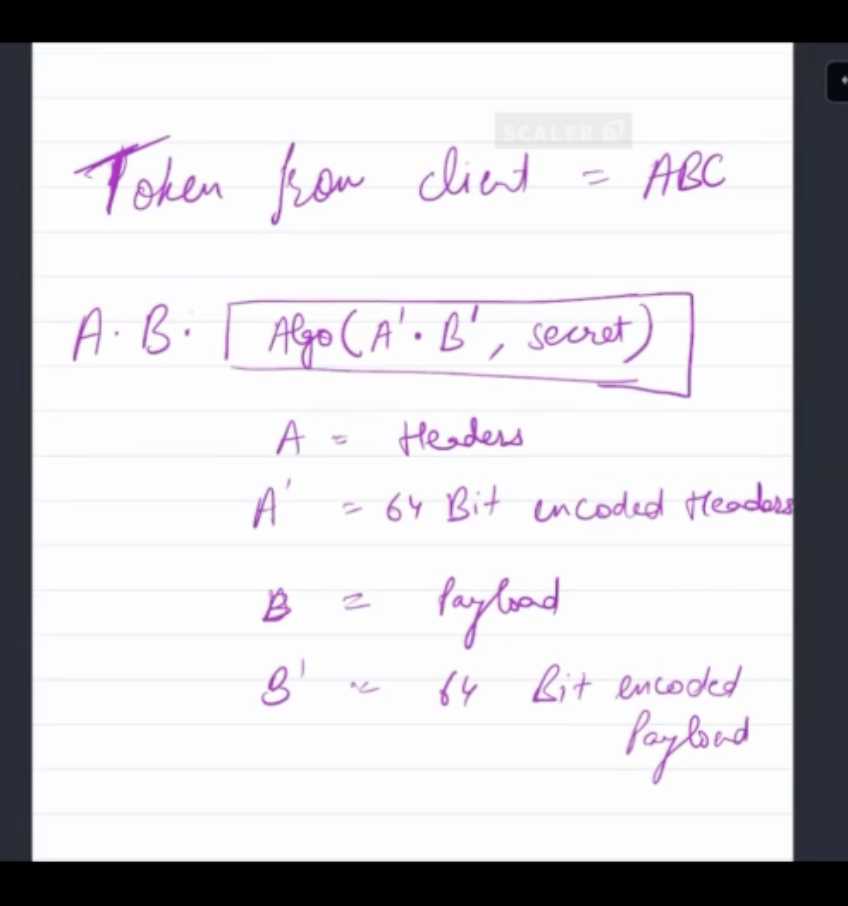 SCALER
Token from client = ABC
A. B. Algo (A'. B', secret)
A = Headers
A' = 64 Bit encoded Headers
B = Payload
B' = 64 Bit encoded
Payload